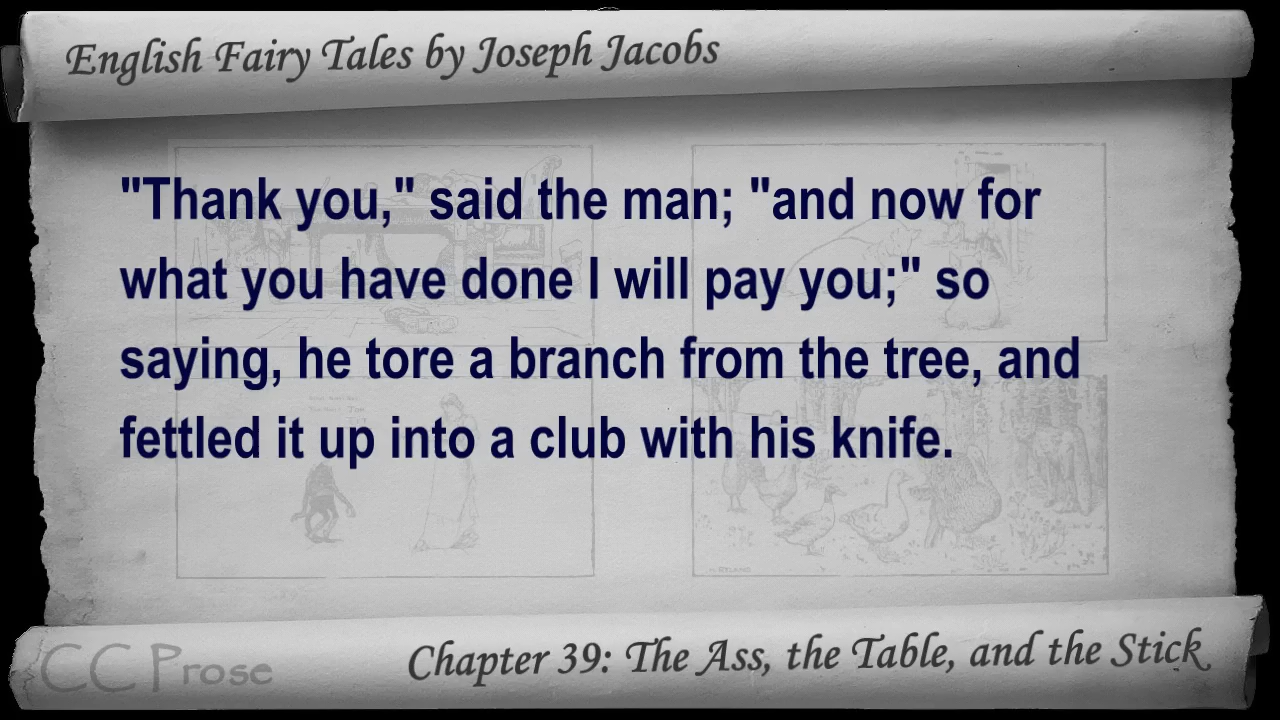 English Fairy Tales by Joseph Jacobs
"Thank you," said the man; "and now for
what you have done I will pay you;" so
saying, he tore a branch from the tree, and
fettled it up into a club with his knife.
CC Prose
Chapter 39: The Ass, the Table, and the Stick